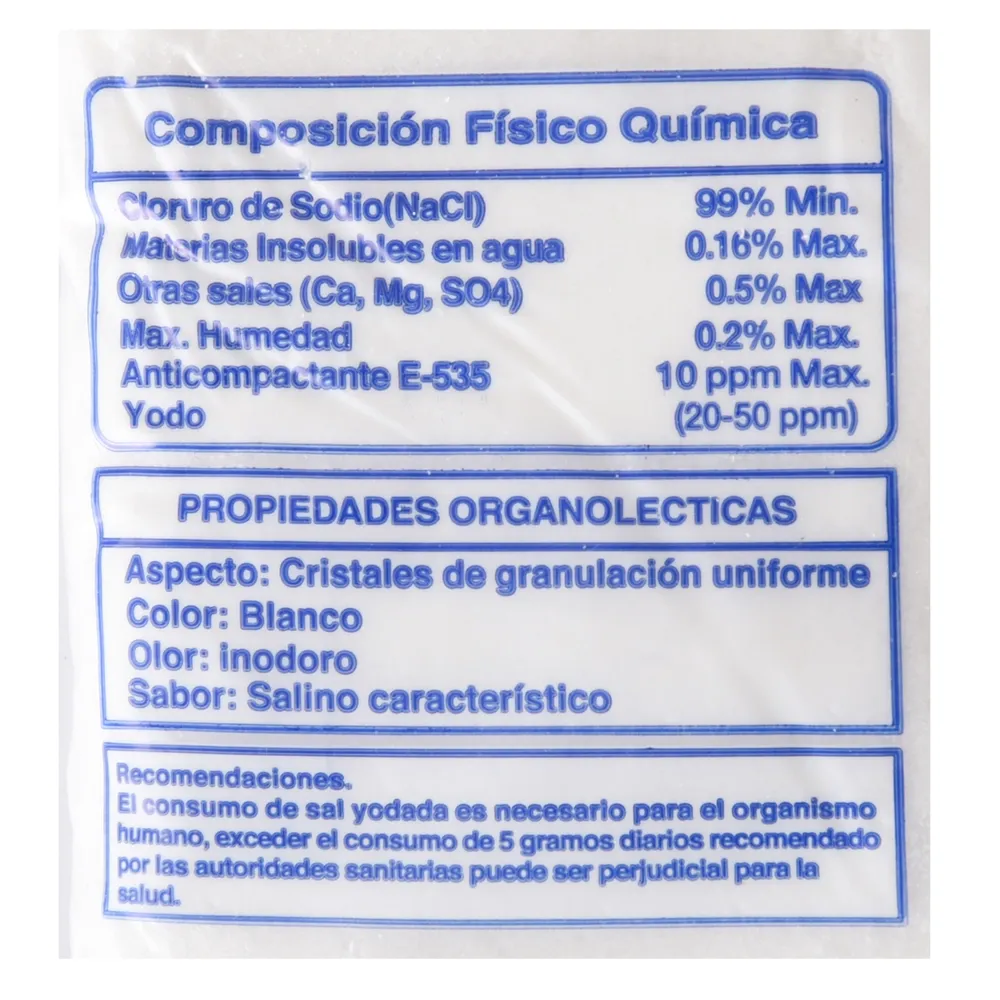 Composición Físico Química
Cloruro de Sodio(NaCl) 99% Min.
Materias Insolubles en agua 0.16% Max.
Otras sales (Ca, Mg, SO4) 0.5% Max
Max. Humedad 0.2% Max.
Anticompactante E-535 10 ppm Max.
Yodo (20-50 ppm)
PROPIEDADES ORGANOLECTICAS
Aspecto: Cristales de granulación uniforme
Color: Blanco
Olor: inodoro
Sabor: Salino característico
Recomendaciones.
El consumo de sal yodada es necesario para el organismo
humano, exceder el consumo de 5 gramos diarios recomendado
por las autoridades sanitarias puede ser perjudicial para la
salud.